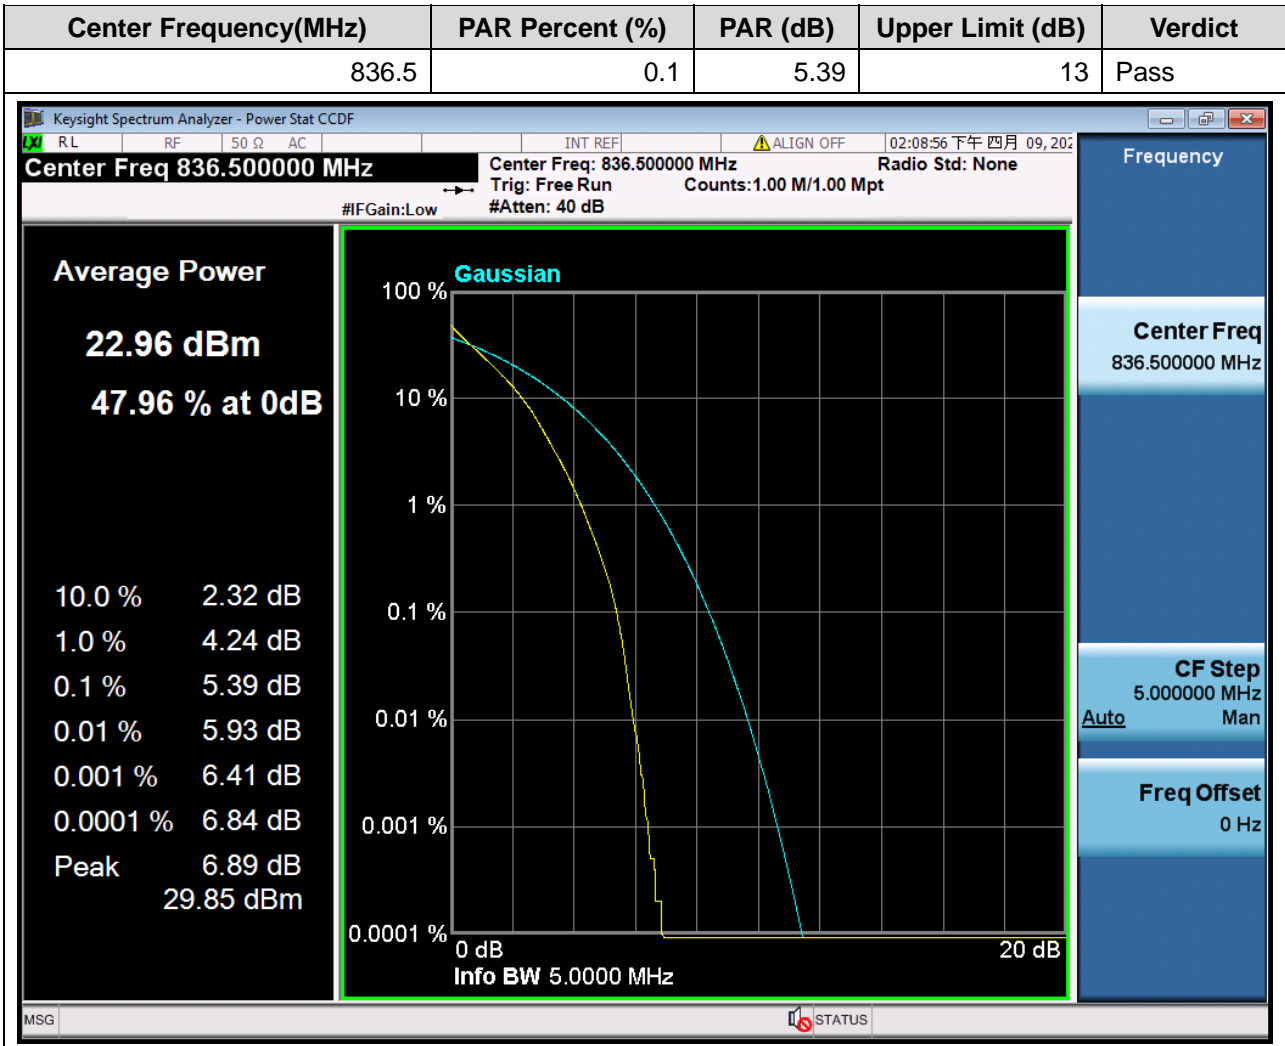 Center Frequency(MHz) PAR Percent (%) PAR (dB) Upper Limit (dB) Verdict
836.5 0.1 5.39 13 Pass
Keysight Spectrum Analyzer - Power Stat CCDF
LXI RL RF 50 Ω AC INT REF ALIGN OFF 02:08:56 下午 四月 09, 202
Center Freq 836.500000 MHz
Center Freq: 836.500000 MHz Radio Std: None
Trig: Free Run Counts:1.00 M/1.00 Mpt
#IFGain:Low #Atten: 40 dB
Frequency
Average Power
22.96 dBm
47.96 % at 0dB
10.0 % 2.32 dB
1.0 % 4.24 dB
0.1 % 5.39 dB
0.01 % 5.93 dB
0.001 % 6.41 dB
0.0001 % 6.84 dB
Peak 6.89 dB
29.85 dBm
Gaussian
100 %
10 %
1 %
0.1 %
0.01 %
0.001 %
0.0001 %
0 dB 20 dB
Info BW 5.0000 MHz
Center Freq
836.500000 MHz
CF Step
5.000000 MHz
Auto Man
Freq Offset
0 Hz
MSG STATUS